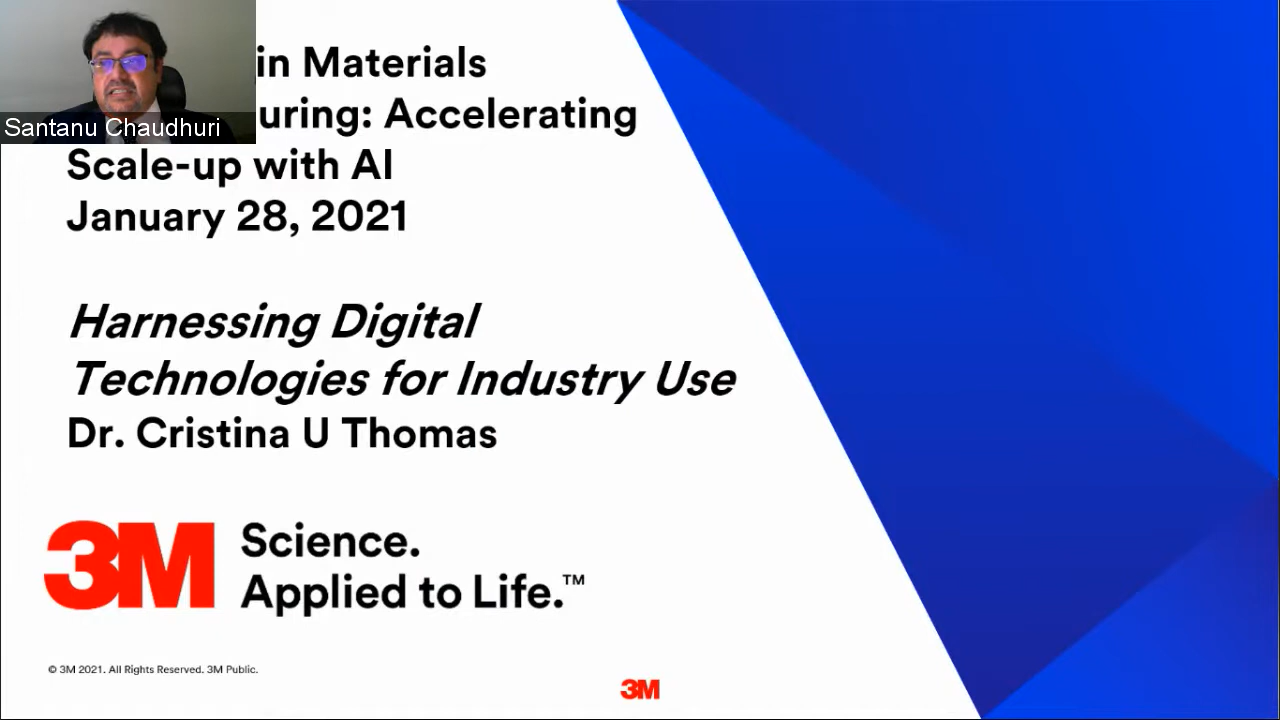 Santanu Chaudhuri
in Materials
uring: Accelerating
Scale-up with AI
January 28, 2021
Harnessing Digital
Technologies for Industry Use
Dr. Cristina U Thomas
3M Science.
Applied to Life.™
© 3M 2021. All Rights Reserved. 3M Public.
3M